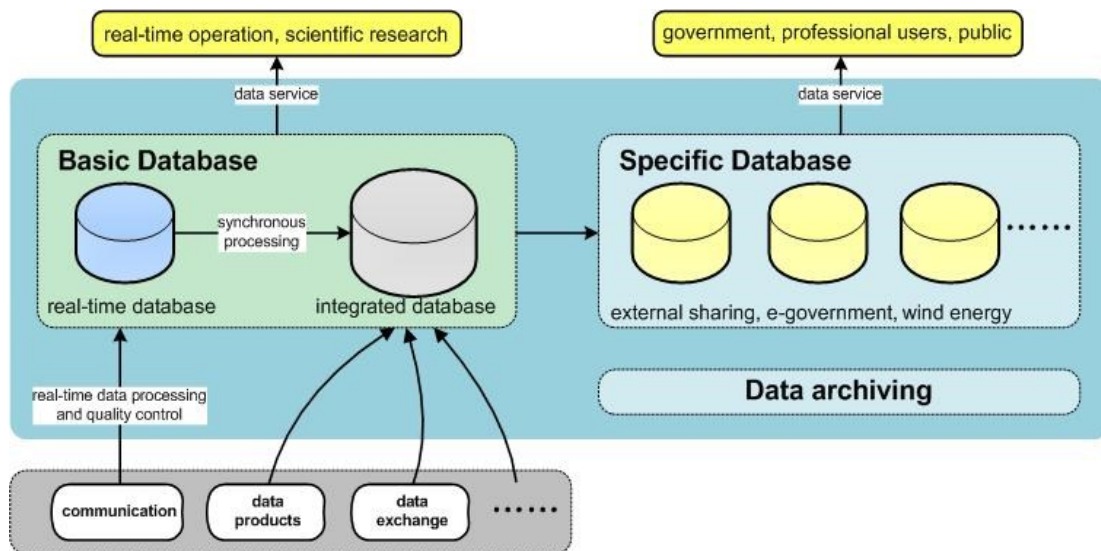 real-time operation, scientific research
government, professional users, public
data service
data service
Basic Database
Specific Database
synchronous
processing
real-time database
integrated database
external sharing, e-government, wind energy
real-time data processing
and quality control
Data archiving
communication
data
products
data
exchange